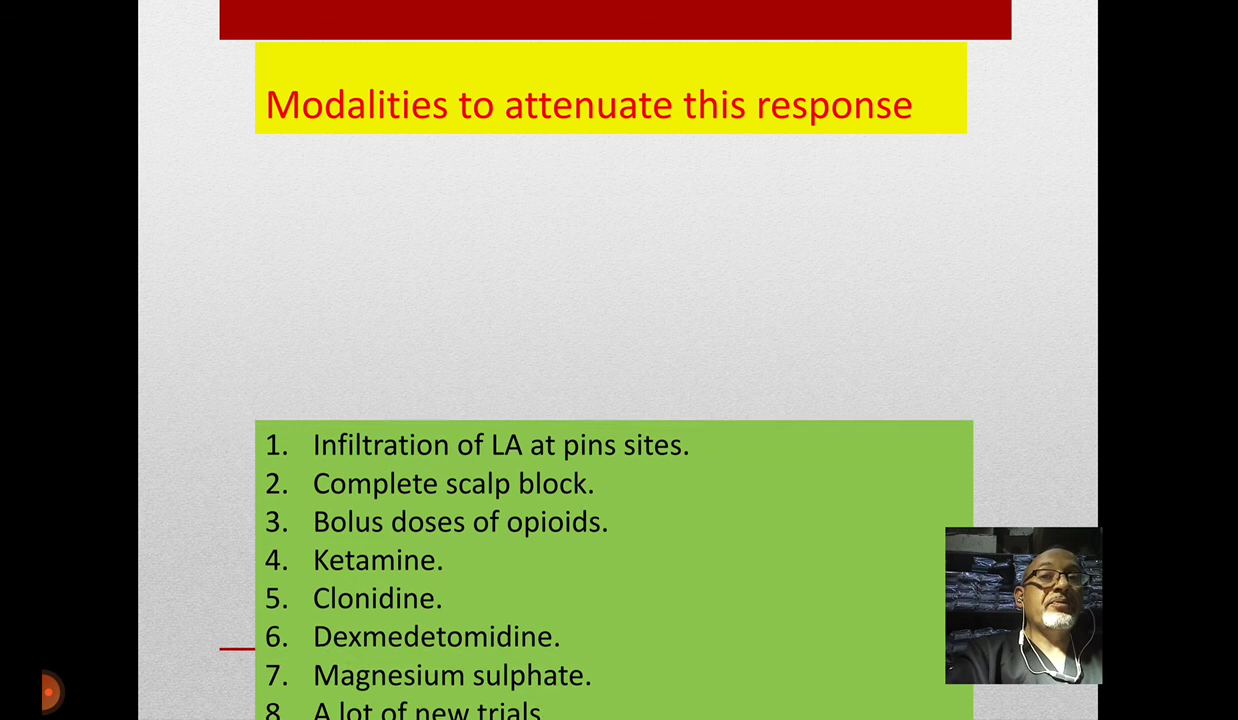 Modalities to attenuate this response
1. Infiltration of LA at pins sites.
2. Complete scalp block.
3. Bolus doses of opioids.
4. Ketamine.
5. Clonidine.
6. Dexmedetomidine.
7. Magnesium sulphate.
8 A lot of new trials